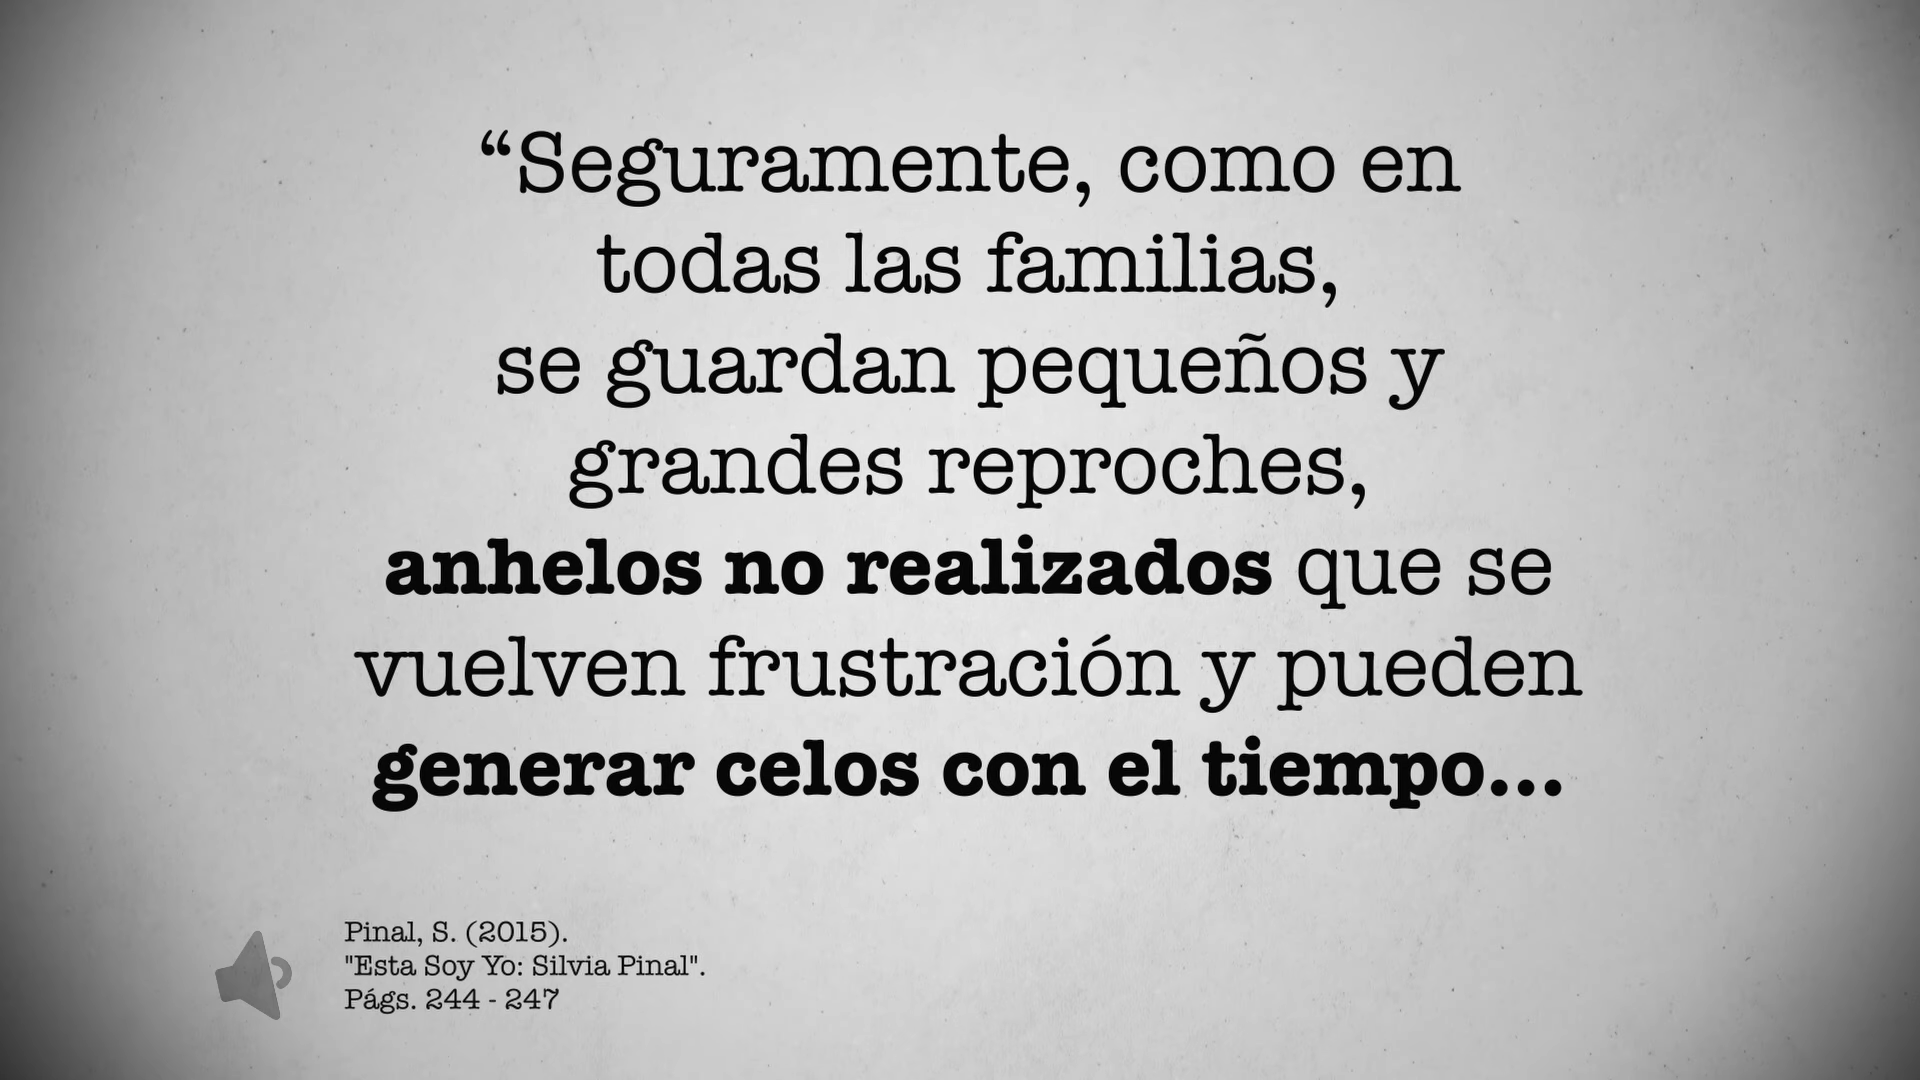 “Seguramente, como en
todas las familias,
se guardan pequeños y
grandes reproches,
anhelos no realizados que se
vuelven frustración y pueden
generar celos con el tiempo...
Pinal, S. (2015).
"Esta Soy Yo: Silvia Pinal".
Págs. 244 - 247